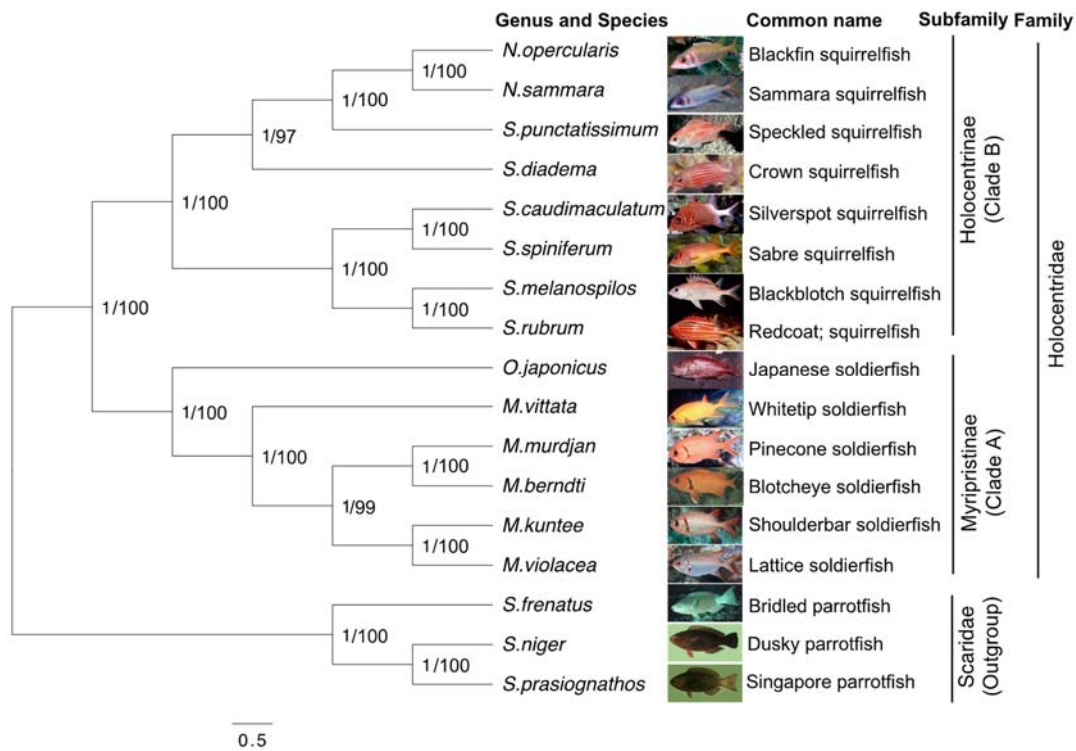 Genus and Species Common name Subfamily Family
N.opercularis Blackfin squirrelfish
1/100
N.sammara Sammara squirrelfish
1/100
S.punctatissimum Speckled squirrelfish
1/97
S.diadema Crown squirrelfish
1/100
S.caudimaculatum Silverspot squirrelfish
1/100
S.spiniferum Sabre squirrelfish
1/100
S.melanospilos Blackblotch squirrelfish
1/100
S.rubrum Redcoat; squirrelfish
1/100
Holocentrinae
(Clade B)
O.japonicus Japanese soldierfish
1/100
M.vittata Whitetip soldierfish
1/100
M.murdjan Pinecone soldierfish
1/100
M.berndti Blotcheye soldierfish
1/99
M.kuntee Shoulderbar soldierfish
1/100
M.violacea Lattice soldierfish
Myripristinae
(Clade A)
Holocentridae
S.frenatus Bridled parrotfish
1/100
S.niger Dusky parrotfish
1/100
S.prasiognathos Singapore parrotfish
Scaridae
(Outgroup)
0.5